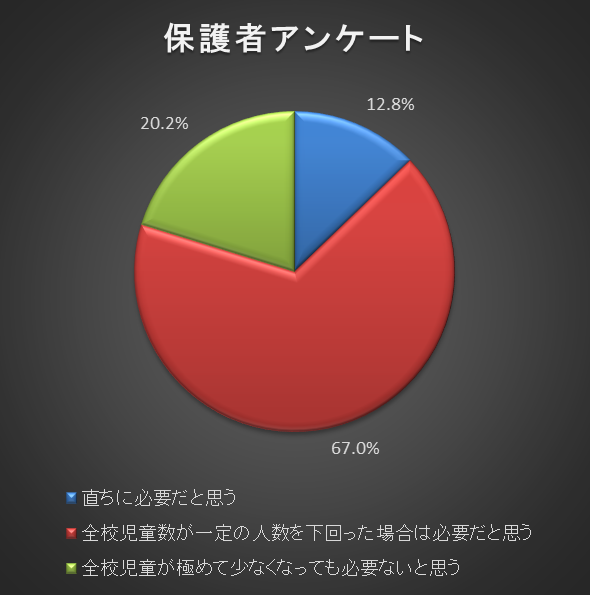 保護者アンケート
12.8%
20.2%
67.0%
直ちに必要だと思う
全校児童数が一定の人数を下回った場合は必要だと思う
全校児童が極めて少なくなっても必要ないと思う